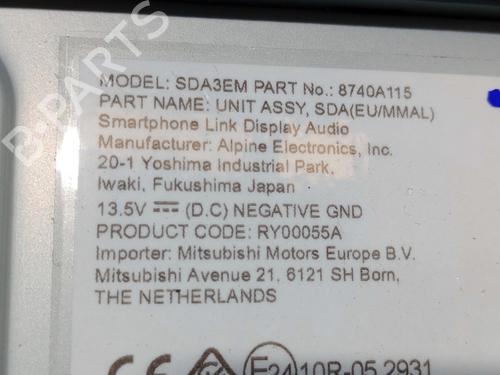 MODEL: SDA3EM PART No.: 8740A115
PART NAME: UNIT ASSY, SDA(EU/MMAL)
Smartphone Link Display Audio
Manufacturer: Alpine Electronics, Inc.
20-1 Yoshima Industrial Park,
Iwaki, Fukushima Japan
13.5V ⎓ (D.C) NEGATIVE GND
PRODUCT CODE: RY00055A
Importer: Mitsubishi Motors Europe B.V.
Mitsubishi Avenue 21, 6121 SH Born,
THE NETHERLANDS
CE E24 10R-05 2931
B-PARTS